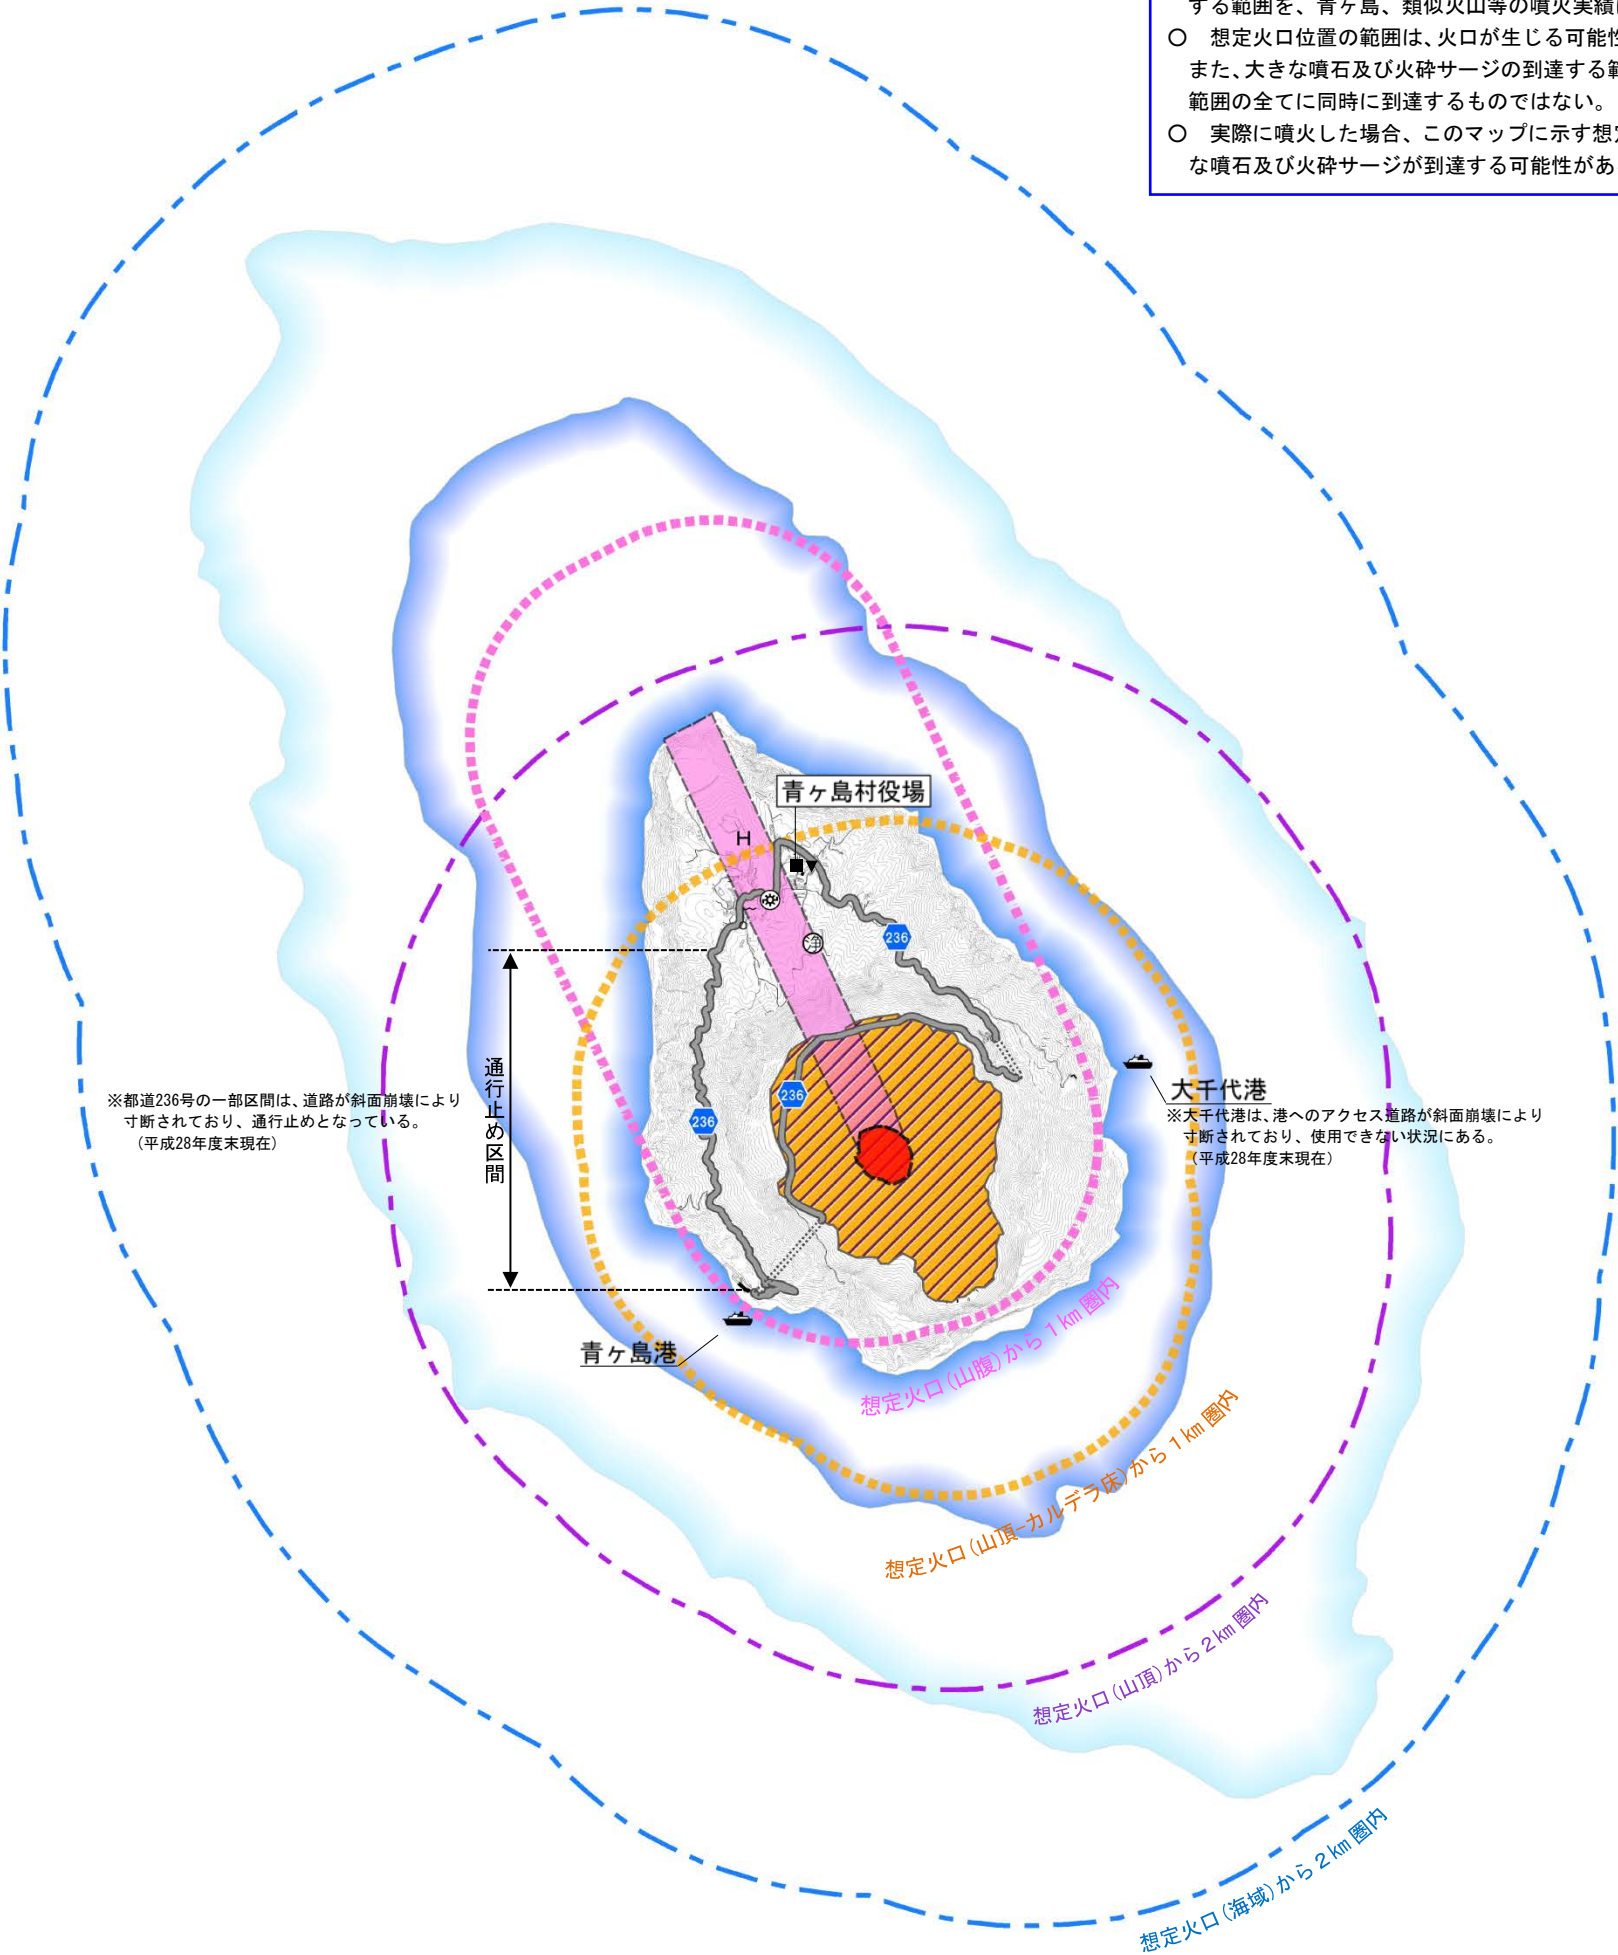 する範囲を、青ヶ島、類似火山等の噴火実績
○ 想定火口位置の範囲は、火口が生じる可能性
また、大きな噴石及び火砕サージの到達する範
範囲の全てに同時に到達するものではない。
○ 実際に噴火した場合、このマップに示す想定
な噴石及び火砕サージが到達する可能性があ
青ヶ島村役場
H
236
通行止め区間
236
236
※都道236号の一部区間は、道路が斜面崩壊により
寸断されており、通行止めとなっている。
(平成28年度末現在)
大千代港
※大千代港は、港へのアクセス道路が斜面崩壊により
寸断されており、使用できない状況にある。
(平成28年度末現在)
青ヶ島港
想定火口(山腹)から1km圏内
想定火口(山頂-カルデラ床)から1km圏内
想定火口(山頂)から2km圏内
想定火口(海域)から2km圏内